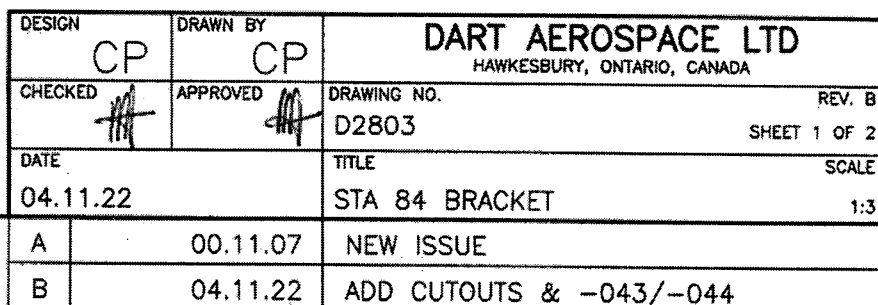 DESIGN
CP
DRAWN BY
CP
DART AEROSPACE LTD
HAWKESBURY, ONTARIO, CANADA
CHECKED
APPROVED
DRAWING NO.
D2803
REV. B
SHEET 1 OF 2
DATE
04.11.22
TITLE
STA 84 BRACKET
SCALE
1:3
A 00.11.07 NEW ISSUE
B 04.11.22 ADD CUTOUTS & -043/-044